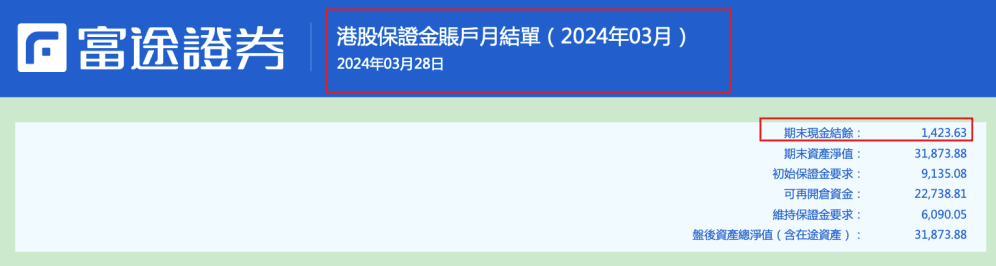 富途證券
港股保證金賬戶月結單（2024年03月）
2024年03月28日
期末現金結餘： 1,423.63
期末資產淨值： 31,873.88
初始保證金要求： 9,135.08
可再開倉資金： 22,738.81
維持保證金要求： 6,090.05
盤後資產總淨值（含在途資產）： 31,873.88